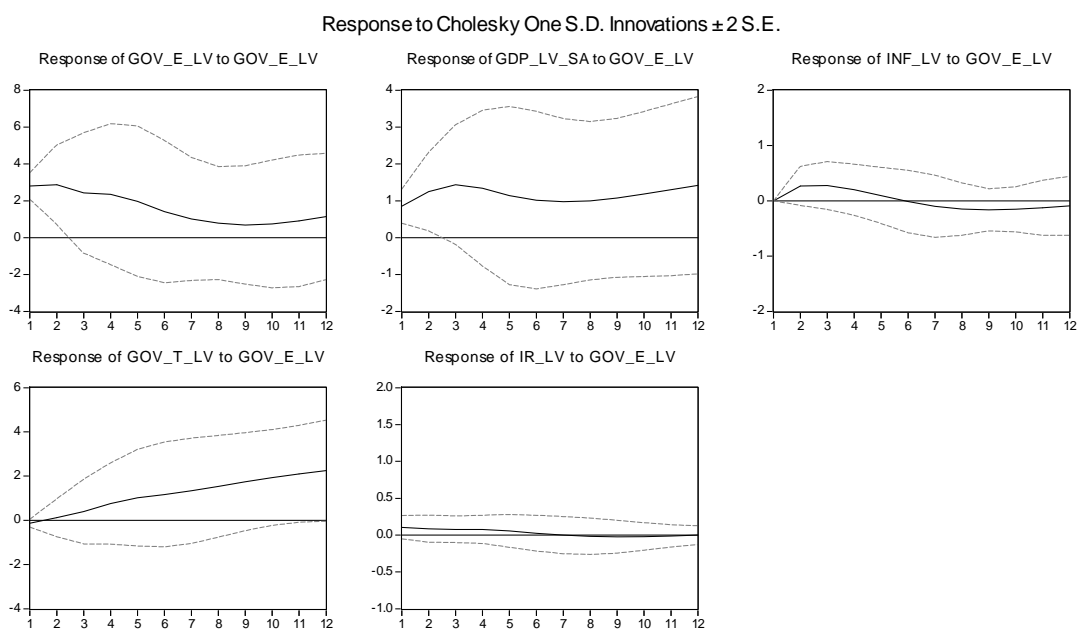 Response to Cholesky One S.D. Innovations ± 2 S.E.
Response of GOV_E_LV to GOV_E_LV
8
6
4
2
0
-2
-4
1 2 3 4 5 6 7 8 9 10 11 12
Response of GDP_LV_SA to GOV_E_LV
4
3
2
1
0
-1
-2
1 2 3 4 5 6 7 8 9 10 11 12
Response of INF_LV to GOV_E_LV
2
1
0
-1
-2
1 2 3 4 5 6 7 8 9 10 11 12
Response of GOV_T_LV to GOV_E_LV
6
4
2
0
-2
-4
1 2 3 4 5 6 7 8 9 10 11 12
Response of IR_LV to GOV_E_LV
2.0
1.5
1.0
0.5
0.0
-0.5
-1.0
1 2 3 4 5 6 7 8 9 10 11 12